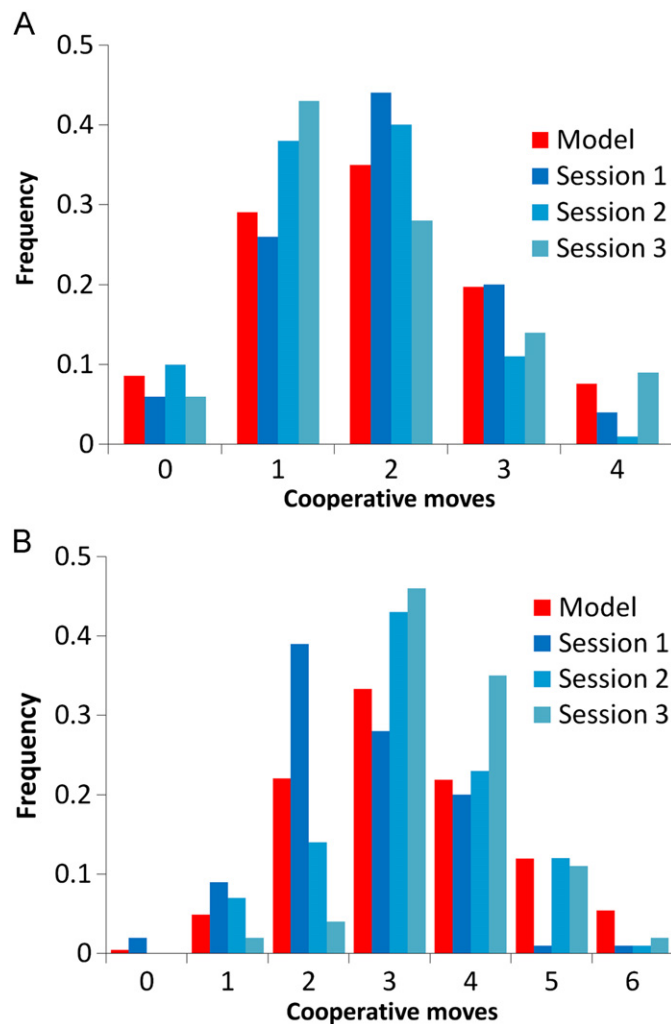 A
0.5
0.4
0.3
0.2
0.1
0
Frequency
Model
Session 1
Session 2
Session 3
0 1 2 3 4
Cooperative moves
B
0.5
0.4
0.3
0.2
0.1
0
Frequency
Model
Session 1
Session 2
Session 3
0 1 2 3 4 5 6
Cooperative moves